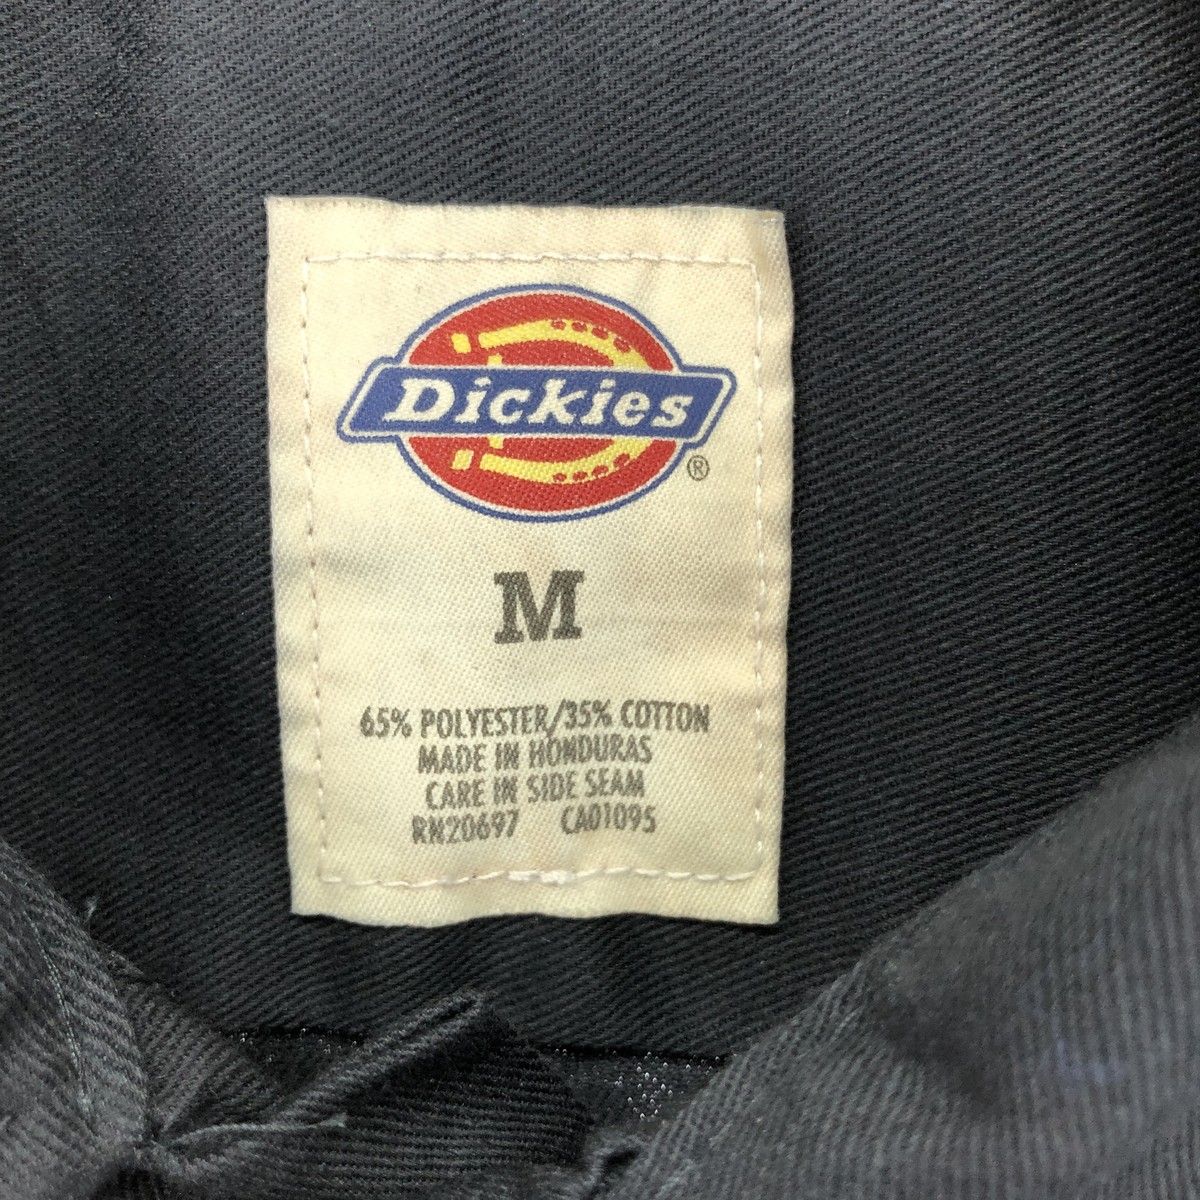 Dickies
®
M
65% POLYESTER/35% COTTON
MADE IN HONDURAS
CARE IN SIDE SEAM
RN20697 CA01095